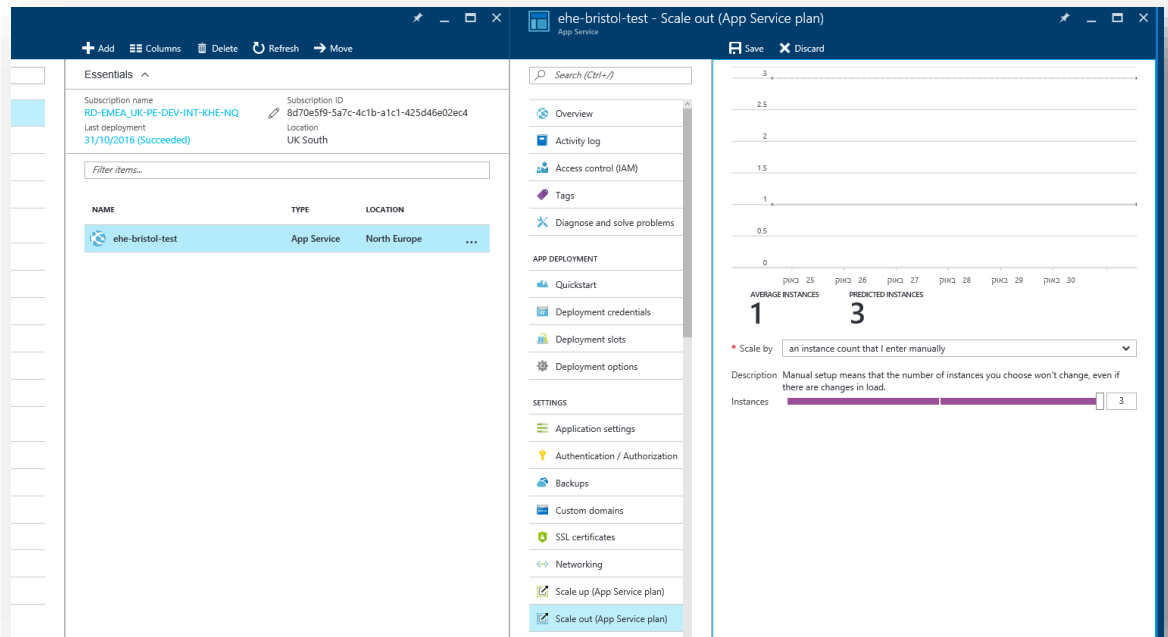 Add Columns Delete Refresh Move
Essentials
Subscription name
RD-EMEA_UK-PE-DEV-INT-KHE-NQ
Subscription ID
8d70e5f9-5a7c-4c1b-a1c1-425d46e02ec4
Last deployment
31/10/2016 (Succeeded)
Location
UK South
Filter items...
NAME TYPE LOCATION
ehe-bristol-test App Service North Europe ...
ehe-bristol-test - Scale out (App Service plan)
App Service
Search (Ctrl+/)
Overview
Activity log
Access control (IAM)
Tags
Diagnose and solve problems
APP DEPLOYMENT
Quickstart
Deployment credentials
Deployment slots
Deployment options
SETTINGS
Application settings
Authentication / Authorization
Backups
Custom domains
SSL certificates
Networking
Scale up (App Service plan)
Scale out (App Service plan)
Save Discard
3
2.5
2
1.5
1
0.5
0
25 באוק 26 באוק 27 באוק 28 באוק 29 באוק 30 באוק
AVERAGE INSTANCES
1
PREDICTED INSTANCES
3
* Scale by an instance count that I enter manually
Description Manual setup means that the number of instances you choose won't change, even if
there are changes in load.
Instances 3